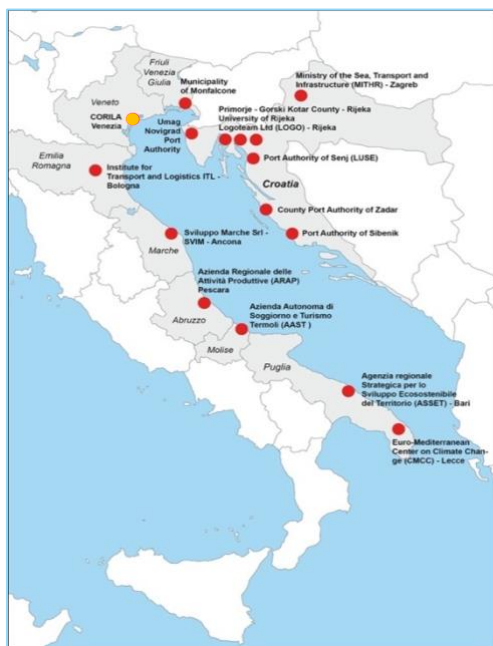 Friuli
Venezia
Giulia
Municipality
of Monfalcone
Ministry of the Sea, Transport and
Infrastructure (MITHR) - Zagreb
Veneto
CORILA
Venezia
Umag
Novigrad
Port
Authority
Primorje - Gorski Kotar County - Rijeka
University of Rijeka
Logoteam Ltd (LOGO) - Rijeka
Port Authority of Senj (LUSE)
Emilia
Romagna
Institute for
Transport and Logistics ITL -
Bologna
Croatia
County Port Authority of Zadar
Port Authority of Sibenik
Sviluppo Marche Srl -
SVIM - Ancona
Marche
Azienda Regionale delle
Attività Produttive (ARAP)
Pescara
Abruzzo
Azienda Autonoma di
Soggiorno e Turismo
Termoli (AAST )
Molise
Puglia
Agenzia regionale
Strategica per lo
Sviluppo Ecosostenibile
del Territorio (ASSET) - Bari
Euro-Mediterranean
Center on Climate Chan-
ge (CMCC) - Lecce